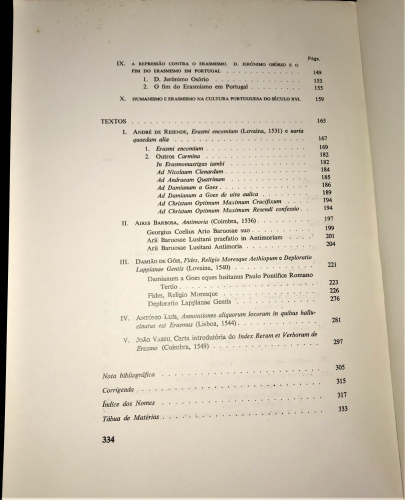 Pág.
IX. A REPRESSÃO CONTRA O ERASMISMO. D. JERÓNIMO OSÓRIO E O
FIM DO ERASMISMO EM PORTUGAL . . . . . . . . 149
1. D. Jerónimo Osório . . . . . . . . 153
2. O fim do Erasmismo em Portugal . . . . . . . . 155
X. HUMANISMO E ERASMISMO NA CULTURA PORTUGUESA DO SÉCULO XVI. 159
TEXTOS . . . . . . . . 165
I. ANDRÉ DE RESENDE, Erasmi encomium (Lovaina, 1531) e uaria
quaedam alia . . . . . . . . 167
1. Erasmi encomium . . . . . . . . 169
2. Outros Carmina . . . . . . . . 182
In Erasmomastigas iambi . . . . . . . . 182
Ad Nicolaum Clenardum . . . . . . . . 184
Ad Andraeam Quatrinum . . . . . . . . 185
Ad Damianum a Goes . . . . . . . . 186
Ad Damianum a Goes de uita aulica . . . . . . . . 189
Ad Christum Optimum Maximum Crucifixum . . . . . . . . 194
Ad Christum Optimum Maximum Resendi confessio . . 194
II. AIRES BARBOSA, Antimoria (Coimbra, 1536) . . . . . . . . 197
Georgius Coelius Ario Baruosae suo . . . . . . . . 199
Arii Baruosae Lusitani praefatio in Antimoriam . . . . 201
Arii Baruosae Lusitani Antimoria . . . . . . . . 204
III. DAMIÃO DE GÓIS, Fides, Religio Moresque Aethiopum e Deploratio
Lappianae Gentis (Lovaina, 1540) . . . . . . . . 221
Damianum a Goes eques lusitanus Paulo Pontifice Romano
Tertio . . . . . . . . 223
Fides, Religio Moresque . . . . . . . . 226
Deploratio Lappianae Gentis . . . . . . . . 276
IV. ANTÓNIO LUÍS, Annotationes aliquorum locorum in quibus hallu-
cinatus est Erasmus (Lisboa, 1544) . . . . . . . . 281
V. JOÃO VASEU, Carta introdutória do Index Rerum et Verborum de
Erasmo (Coimbra, 1549) . . . . . . . . 297
Nota bibliográfica . . . . . . . . 305
Corrigenda . . . . . . . . 315
Índice dos Nomes . . . . . . . . 317
Tábua de Matérias . . . . . . . . 333
334